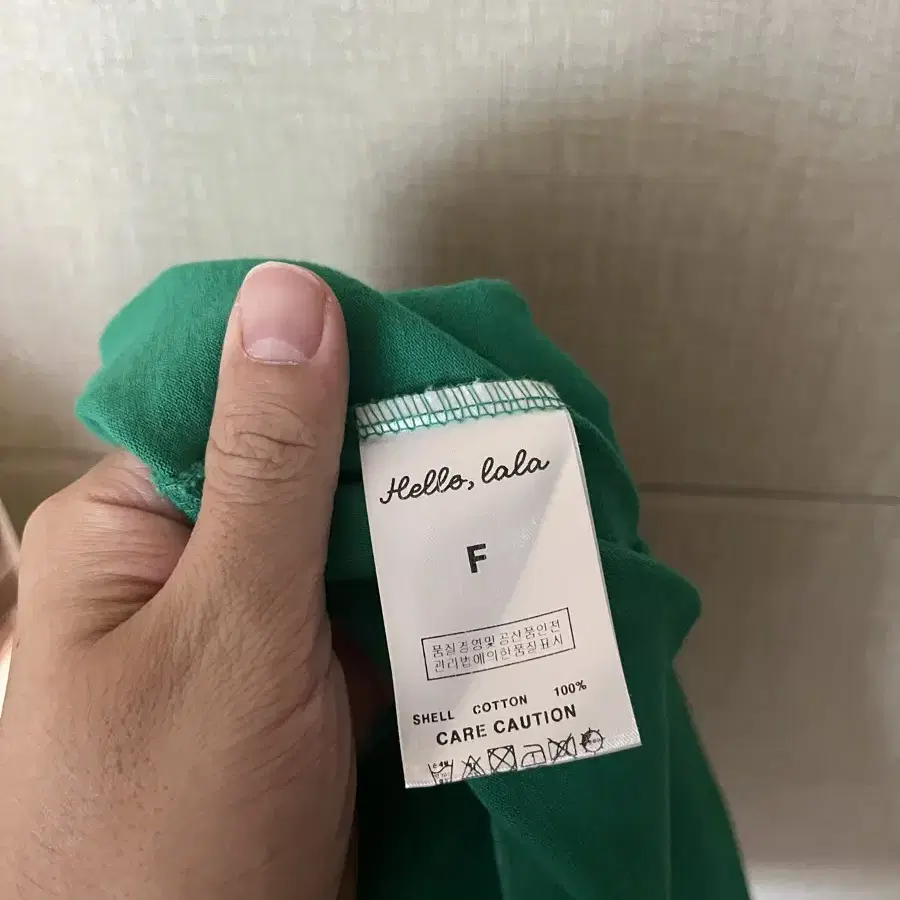 Hello, lala
F
품질경영및공산품안전
관리법에의한품질표시
SHELL COTTON 100%
CARE CAUTION